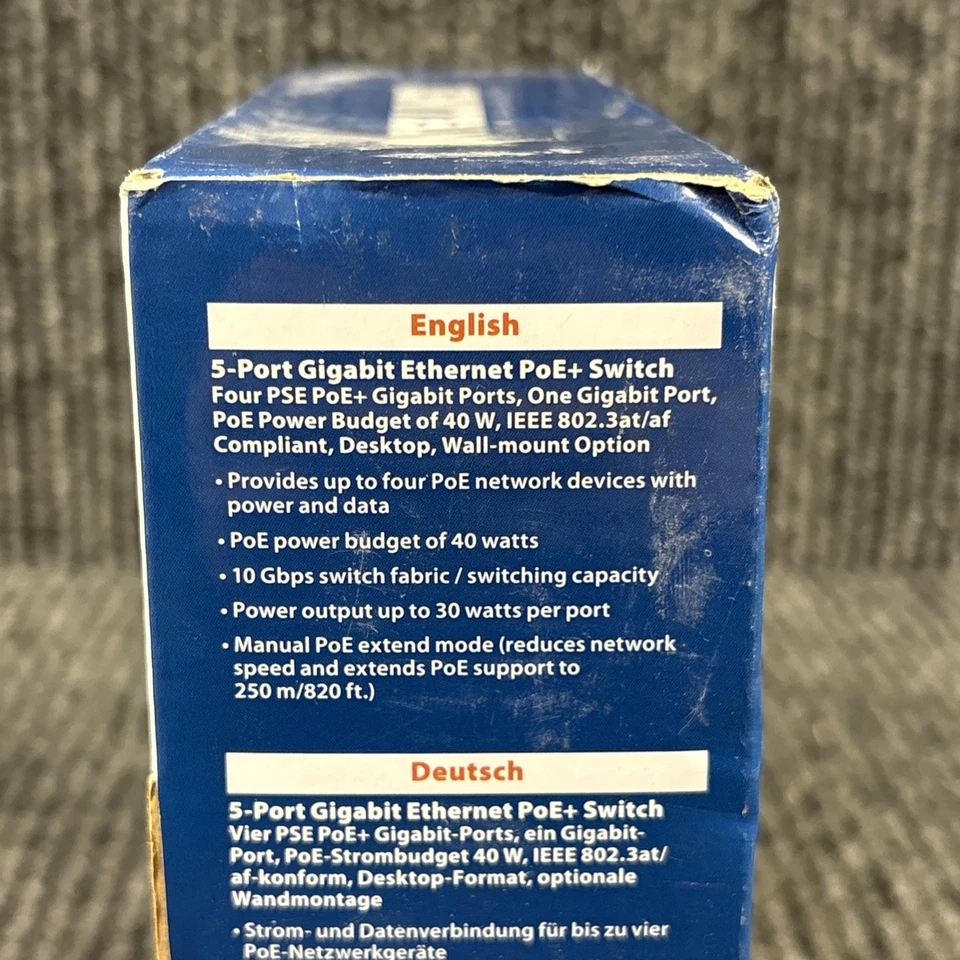 English
5-Port Gigabit Ethernet PoE+ Switch
Four PSE PoE+ Gigabit Ports, One Gigabit Port,
PoE Power Budget of 40 W, IEEE 802.3at/af
Compliant, Desktop, Wall-mount Option
• Provides up to four PoE network devices with
power and data
• PoE power budget of 40 watts
• 10 Gbps switch fabric / switching capacity
• Power output up to 30 watts per port
• Manual PoE extend mode (reduces network
speed and extends PoE support to
250 m/820 ft.)
Deutsch
5-Port Gigabit Ethernet PoE+ Switch
Vier PSE PoE+ Gigabit-Ports, ein Gigabit-
Port, PoE-Strombudget 40 W, IEEE 802.3at/
af-konform, Desktop-Format, optionale
Wandmontage
• Strom- und Datenverbindung für bis zu vier
PoE-Netzwerkgeräte